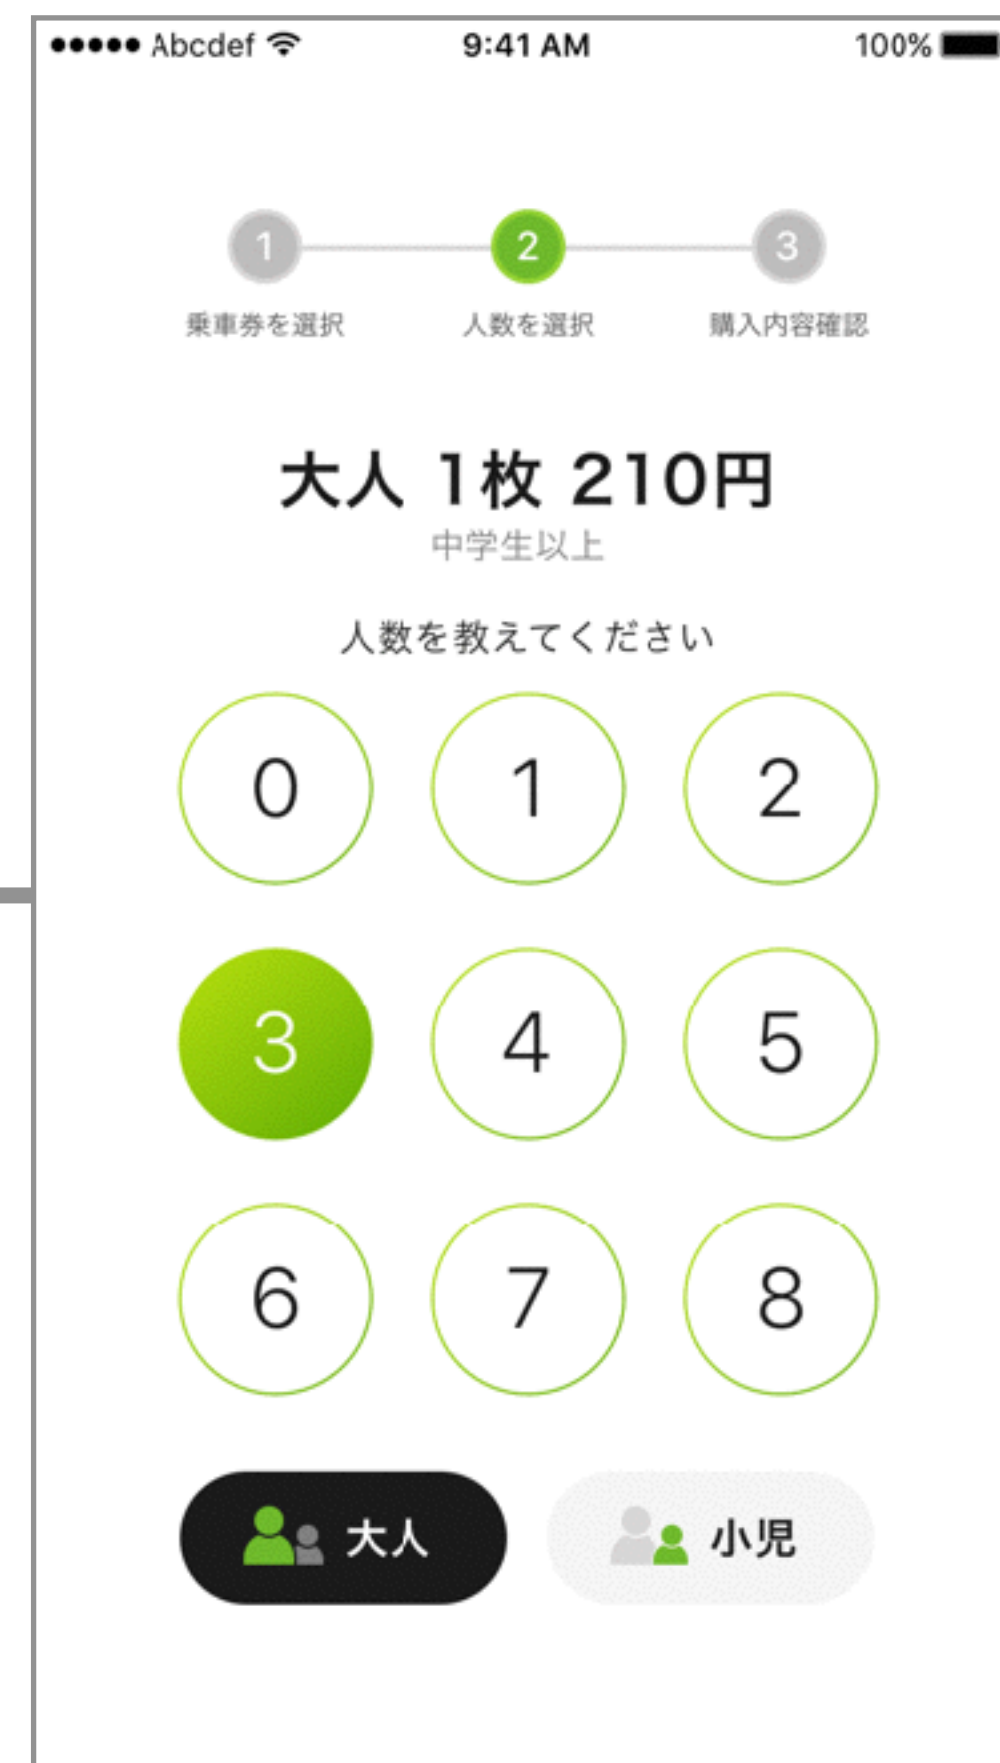 Abcdef 9:41 AM 100%
1 2 3
乗車券を選択 人数を選択 購入内容確認
大人 1枚 210円
中学生以上
人数を教えてください
0 1 2
3 4 5
6 7 8
大人 小児